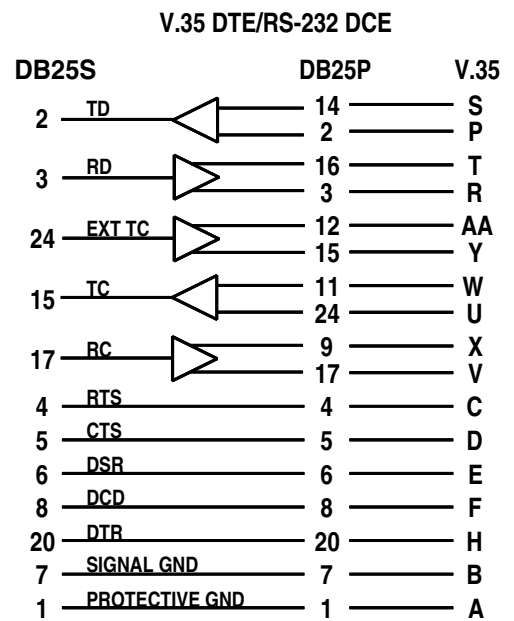 V.35 DTE/RS-232 DCE
DB25S DB25P V.35
14 S
2 TD 2 P
16 T
3 RD 3 R
12 AA
24 EXT TC 15 Y
11 W
15 TC 24 U
9 X
17 RC 17 V
4 RTS 4 C
5 CTS 5 D
6 DSR 6 E
8 DCD 8 F
20 DTR 20 H
7 SIGNAL GND 7 B
1 PROTECTIVE GND 1 A